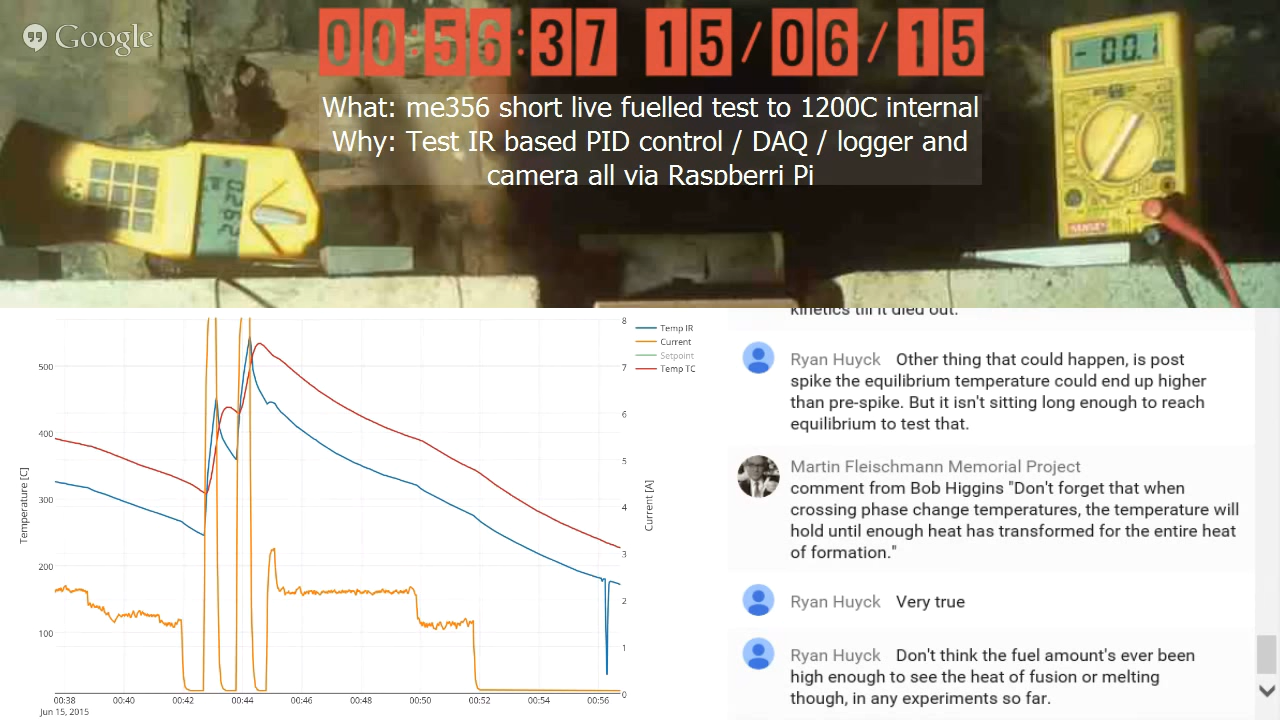 Google
00:56:37 15/06/15
What: me356 short live fuelled test to 1200C internal
Why: Test IR based PID control / DAQ / logger and
camera all via Raspberri Pi
-00.1
Temperature [C]
500
400
300
200
100
8
7
6
5
4
3
2
1
0
Current [A]
Temp IR
Current
Setpoint
Temp TC
00:38
00:40
00:42
00:44
00:46
00:48
00:50
00:52
00:54
00:56
Jun 15, 2015
kinetics till it died out.
Ryan Huyck Other thing that could happen, is post
spike the equilibrium temperature could end up higher
than pre-spike. But it isn't sitting long enough to reach
equilibrium to test that.
Martin Fleischmann Memorial Project
comment from Bob Higgins "Don't forget that when
crossing phase change temperatures, the temperature will
hold until enough heat has transformed for the entire heat
of formation."
Ryan Huyck Very true
Ryan Huyck Don't think the fuel amount's ever been
high enough to see the heat of fusion or melting
though, in any experiments so far.